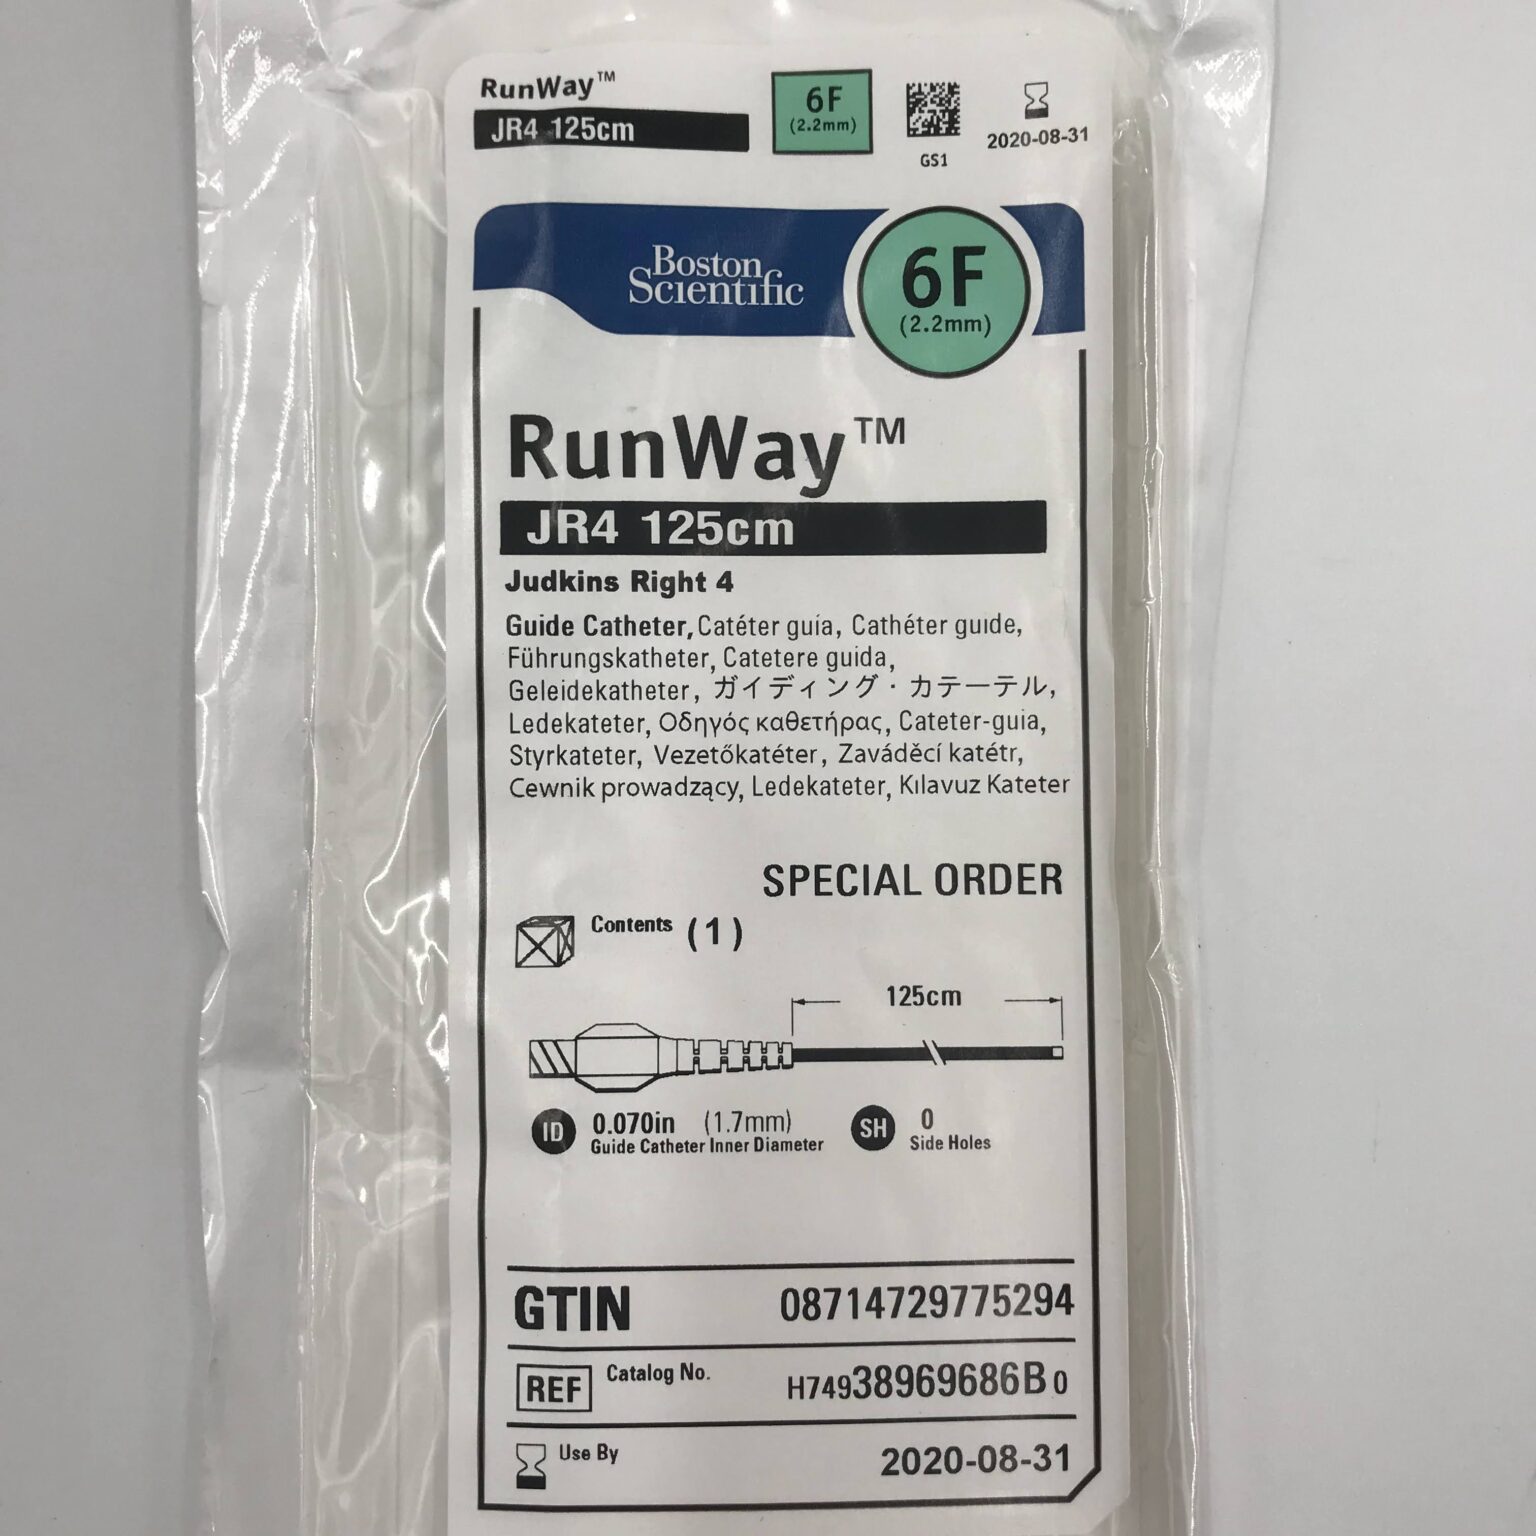 RunWay™
JR4 125cm
6F
(2.2mm)
GS1
2020-08-31
Boston
Scientific
6F
(2.2mm)
RunWay™
JR4 125cm
Judkins Right 4
Guide Catheter, Catéter guía, Cathéter guide,
Führungskatheter, Catetere guida,
Geleidekatheter, ガイディング・カテーテル,
Ledekateter, Οδηγός καθετήρας, Cateter-guia,
Styrkateter, Vezetőkatéter, Zaváděcí katétr,
Cewnik prowadzący, Ledekateter, Kılavuz Kateter
SPECIAL ORDER
Contents (1)
125cm
ID 0.070in (1.7mm)
Guide Catheter Inner Diameter
SH 0
Side Holes
GTIN 08714729775294
REF Catalog No. H74938969686B0
Use By 2020-08-31